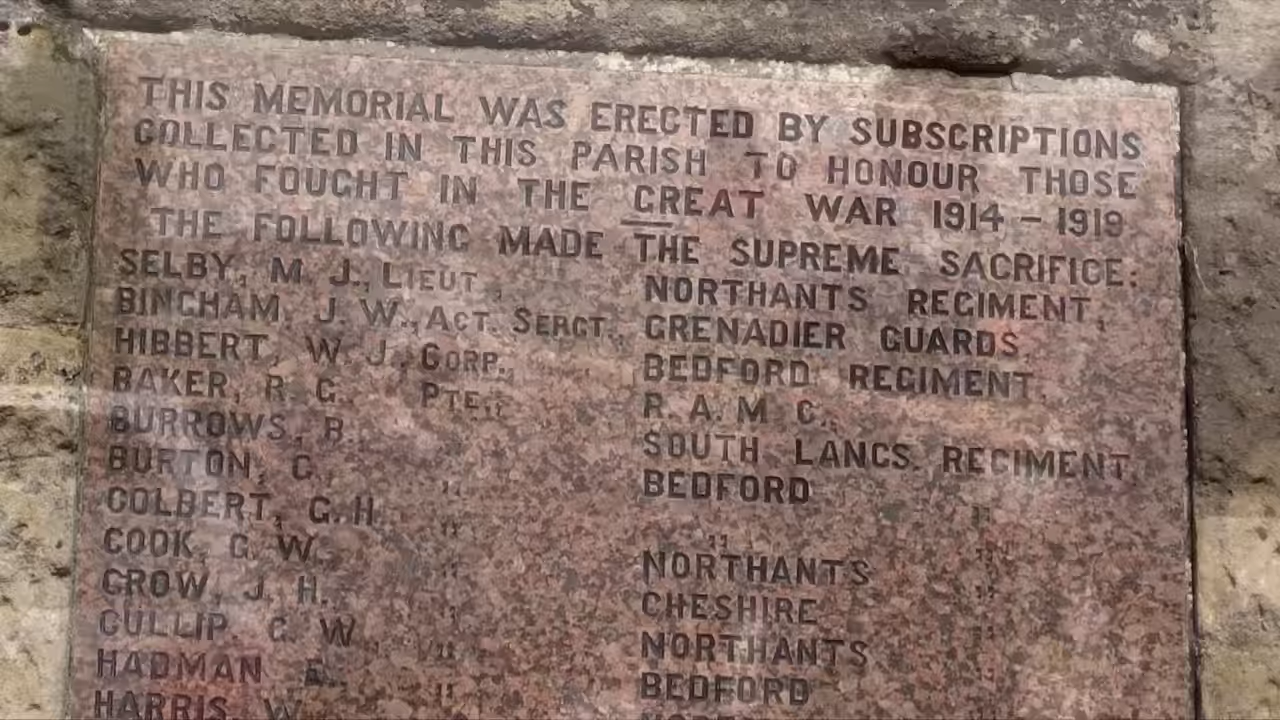 THIS MEMORIAL WAS ERECTED BY SUBSCRIPTIONS
COLLECTED IN THIS PARISH TO HONOUR THOSE
WHO FOUGHT IN THE GREAT WAR 1914 – 1919
THE FOLLOWING MADE THE SUPREME SACRIFICE:
SELBY, M. J., LIEUT NORTHANTS REGIMENT,
BINGHAM, J. W., ACT. SERGT. GRENADIER GUARDS.
HIBBERT, W. J. CORP. BEDFORD REGIMENT.
BAKER, R. G. PTE., R. A. M. C.
BURROWS, B. SOUTH LANCS. REGIMENT
BURTON, C. " BEDFORD "
COLBERT, G. H. " " "
COOK, G. W. " NORTHANTS "
CROW, J. H. " CHESHIRE "
CULLIP, C. W. " NORTHANTS "
HADMAN " BEDFORD
HARRIS, W.